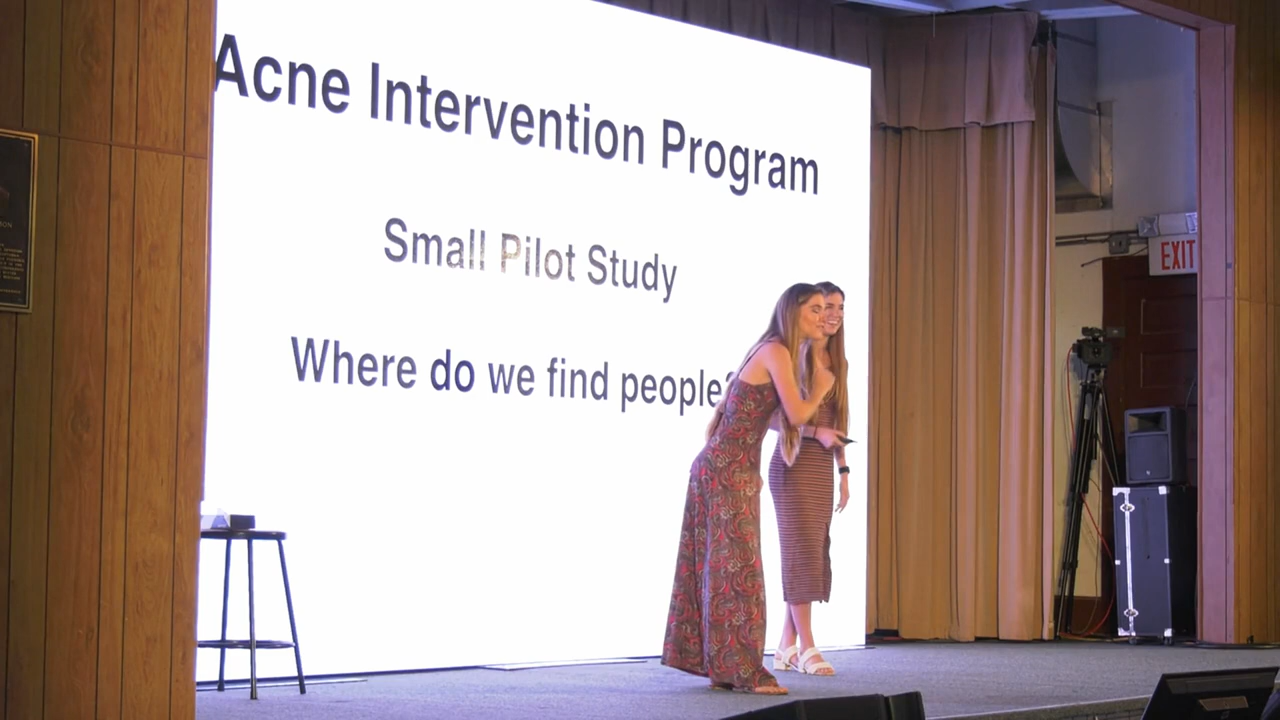 Acne Intervention Program
Small Pilot Study
Where do we find people?
EXIT